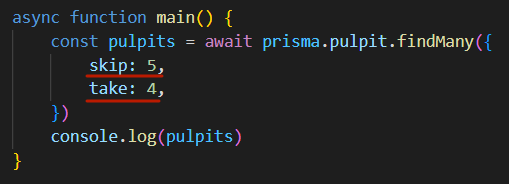 async function main() {
    const pulpits = await prisma.pulpit.findMany({
        skip: 5,
        take: 4,
    })
    console.log(pulpits)
}